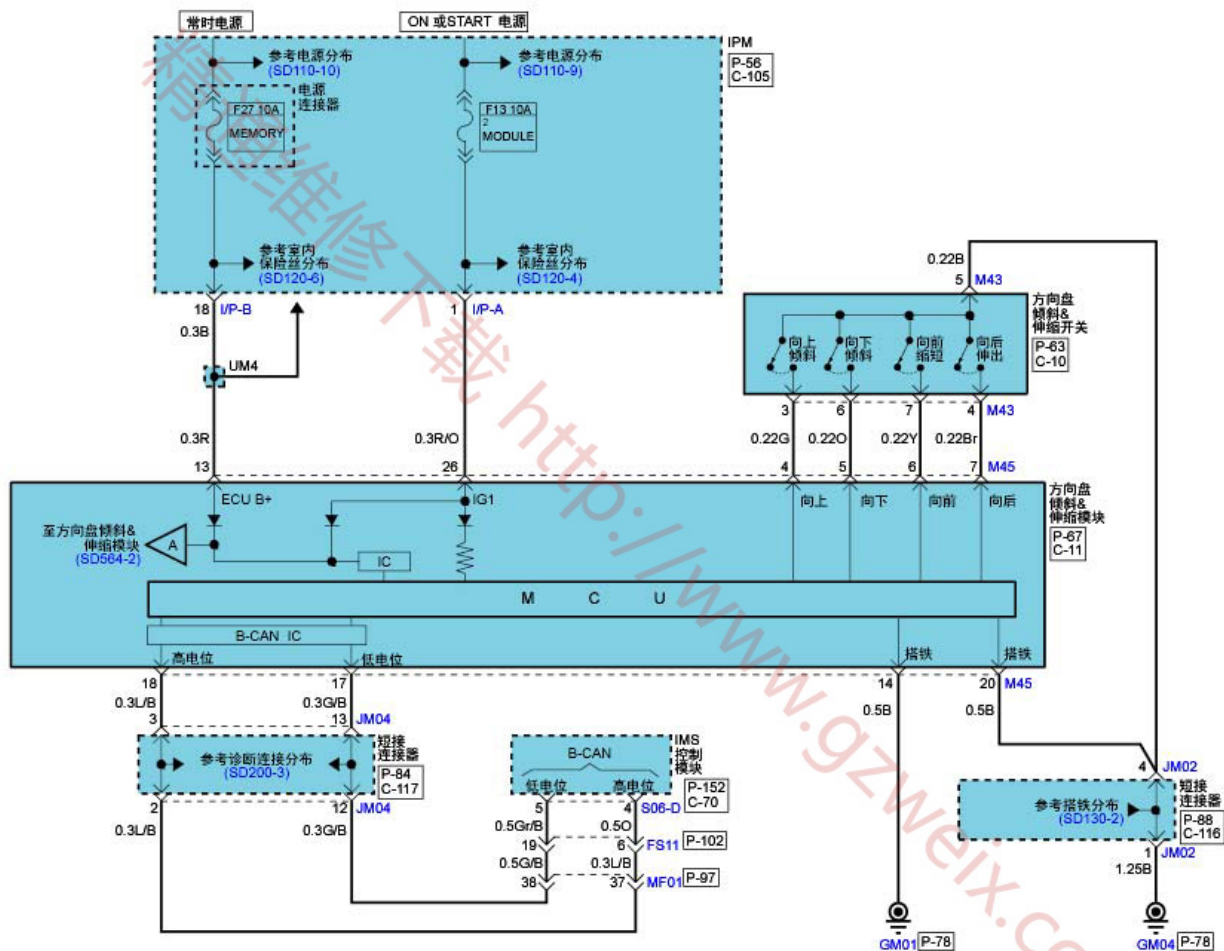 常时电源
ON 或START 电源
IPM
P-56
C-105
参考电源分布
(SD110-10)
参考电源分布
(SD110-9)
电源
连接器
F27 10A
MEMORY
F13 10A
2
MODULE
参考室内
保险丝分布
(SD120-6)
参考室内
保险丝分布
(SD120-4)
18 I/P-B
1 I/P-A
0.3B
UM4
0.3R
0.3R/O
13
26
0.22B
5 M43
方向盘
倾斜&
伸缩开关
P-63
C-10
向上
倾斜
向下
倾斜
向前
缩短
向后
伸出
3 6 7 4 M43
0.22G 0.22O 0.22Y 0.22Br
4 5 6 7 M45
ECU B+
IG1
向上 向下 向前 向后
方向盘
倾斜&
伸缩模块
P-67
C-11
至方向盘倾斜&
伸缩模块
(SD564-2)
A
IC
M C U
B-CAN IC
高电位
低电位
搭铁
搭铁
18 17 14 20 M45
0.3L/B 0.3G/B 0.5B 0.5B
3 13 JM04
参考诊断连接分布
(SD200-3)
短接
连接器
P-84
C-117
2 12 JM04
0.3L/B 0.3G/B
B-CAN
低电位 高电位
IMS
控制
模块
P-152
C-70
5 4 S06-D
0.5Gr/B 0.5O
19 6 FS11 P-102
0.5G/B 0.3L/B
38 37 MF01 P-97
4 JM02
参考搭铁分布
(SD130-2)
短接
连接器
P-88
C-116
1 JM02
1.25B
GM01 P-78
GM04 P-78
精通维修下载 http://www.gzweix.co